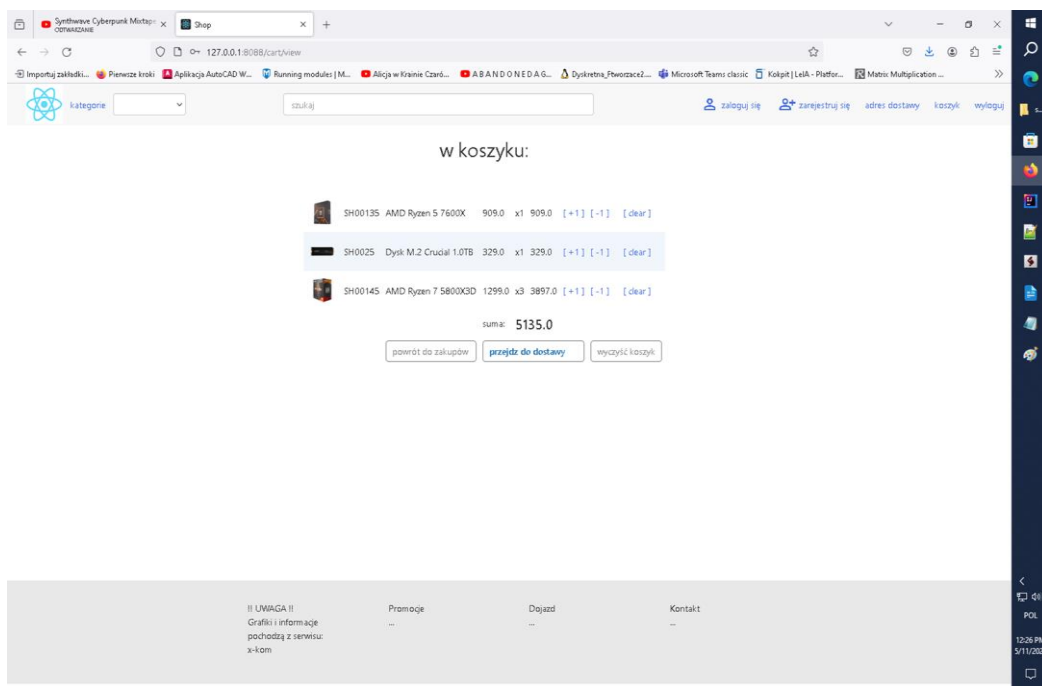 Synthwave Cyberpunk Mixtape
ODTWARZANIE
Shop
127.0.0.1:8088/cart/view
Importuj zakładki...  Pierwsze kroki  Aplikacja AutoCAD W...  Running modules | M...  Alicja w Krainie Czaró...  A B A N D O N E D A G...  Dyskretna_Ftworzace2....  Microsoft Teams classic  Kokpit | LeIA - Platfor...  Matrix Multiplication ...
kategorie  szukaj  zaloguj się  zarejestruj się  adres dostawy  koszyk  wyloguj
w koszyku:
SH00135 AMD Ryzen 5 7600X 909.0 x1 909.0 [ +1 ] [ -1 ] [ clear ]
SH0025 Dysk M.2 Crucial 1.0TB 329.0 x1 329.0 [ +1 ] [ -1 ] [ clear ]
SH00145 AMD Ryzen 7 5800X3D 1299.0 x3 3897.0 [ +1 ] [ -1 ] [ clear ]
suma: 5135.0
powrót do zakupów  przejdz do dostawy  wyczyść koszyk
!! UWAGA !!  Promocje  Dojazd  Kontakt
Grafiki i informacje  ...  ...  ...
pochodzą z serwisu:
x-kom
POL
12:26 PM
5/11/202